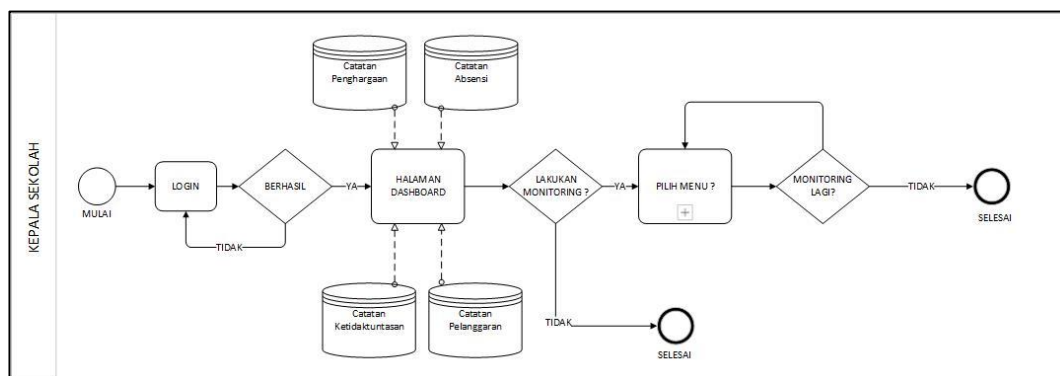 KEPALA SEKOLAH
MULAI
LOGIN
BERHASIL
YA
TIDAK
Catatan
Penghargaan
Catatan
Absensi
HALAMAN
DASHBOARD
Catatan
Ketidaktuntasan
Catatan
Pelanggaran
LAKUKAN
MONITORING ?
YA
TIDAK
SELESAI
PILIH MENU ?
MONITORING
LAGI?
TIDAK
SELESAI